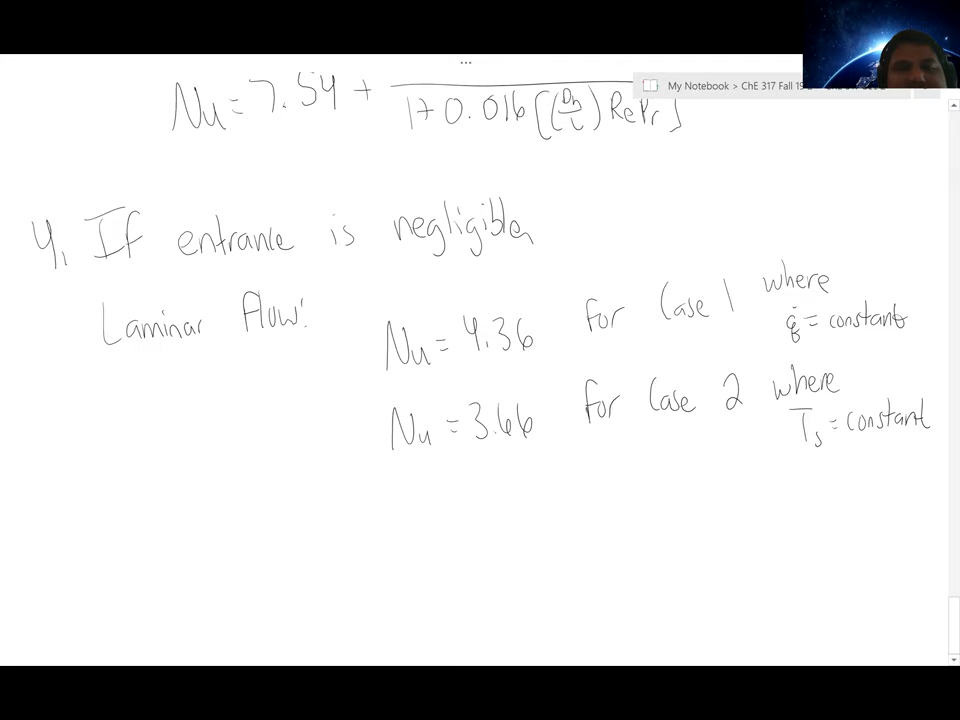 ...
My Notebook > ChE 317 Fall 19
Nu = 7.54 +
1 + 0.016 [(Dh/L) Re Pr]
4. If entrance is negligible,
Laminar Flow:
Nu = 4.36 for Case 1 where
q̇ = constant
Nu = 3.66 for Case 2 where
Ts = constant